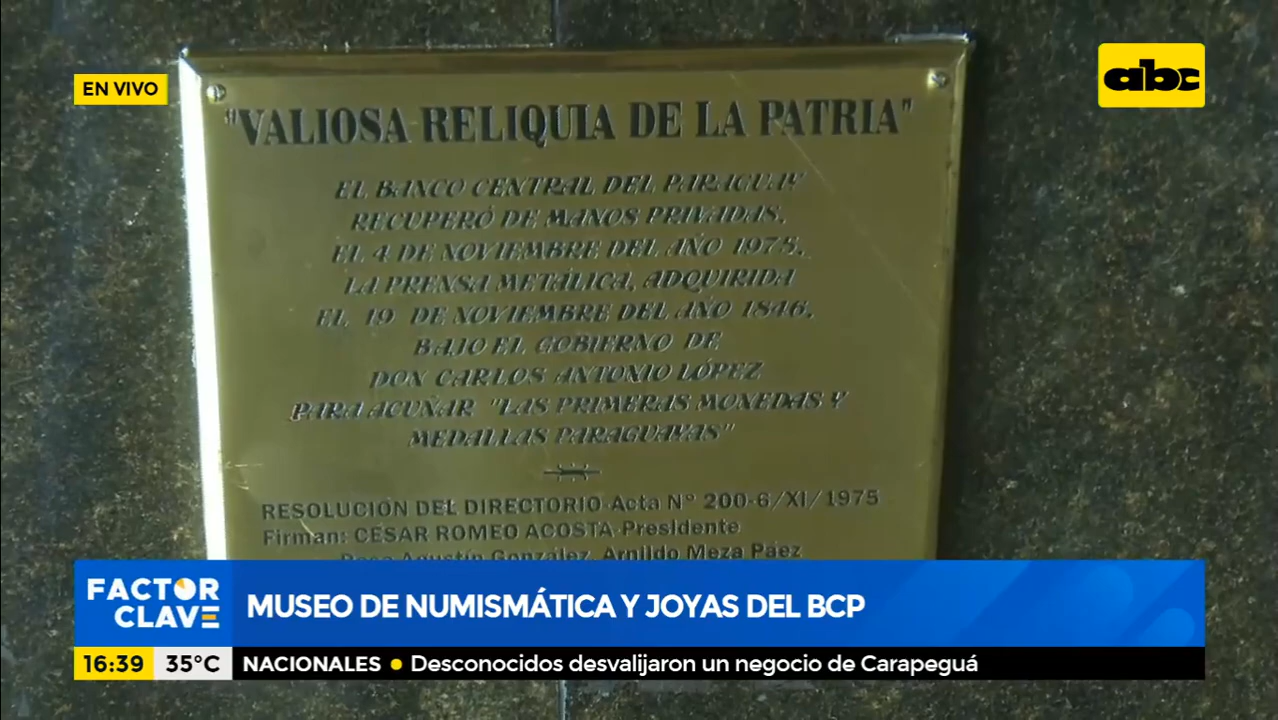 EN VIVO
abc
"VALIOSA RELIQUIA DE LA PATRIA"
EL BANCO CENTRAL DEL PARAGUAY
RECUPERÓ DE MANOS PRIVADAS,
EL 4 DE NOVIEMBRE DEL AÑO 1975,
LA PRENSA METÁLICA, ADQUIRIDA
EL 19 DE NOVIEMBRE DEL AÑO 1846,
BAJO EL GOBIERNO DE
DON CARLOS ANTONIO LÓPEZ
PARA ACUÑAR "LAS PRIMERAS MONEDAS Y
MEDALLAS PARAGUAYAS"
RESOLUCIÓN DEL DIRECTORIO-Acta N° 200-6/XI/1975
Firman: CÉSAR ROMEO ACOSTA-Presidente
Agustín González, Arnildo Meza Páez
FACTOR
CLAVE
MUSEO DE NUMISMÁTICA Y JOYAS DEL BCP
16:39 35°C NACIONALES • Desconocidos desvalijaron un negocio de Carapeguá